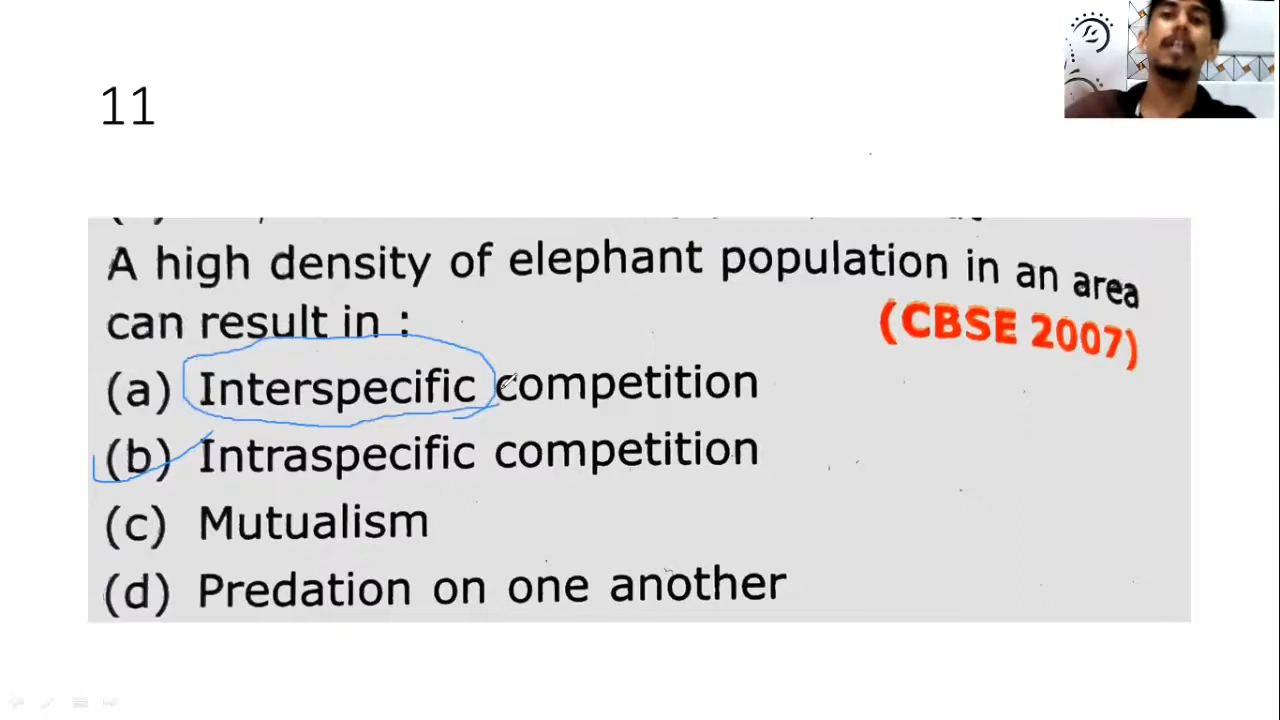 11
A high density of elephant population in an area
can result in :
(CBSE 2007)
(a) Interspecific competition
(b) Intraspecific competition
(c) Mutualism
(d) Predation on one another